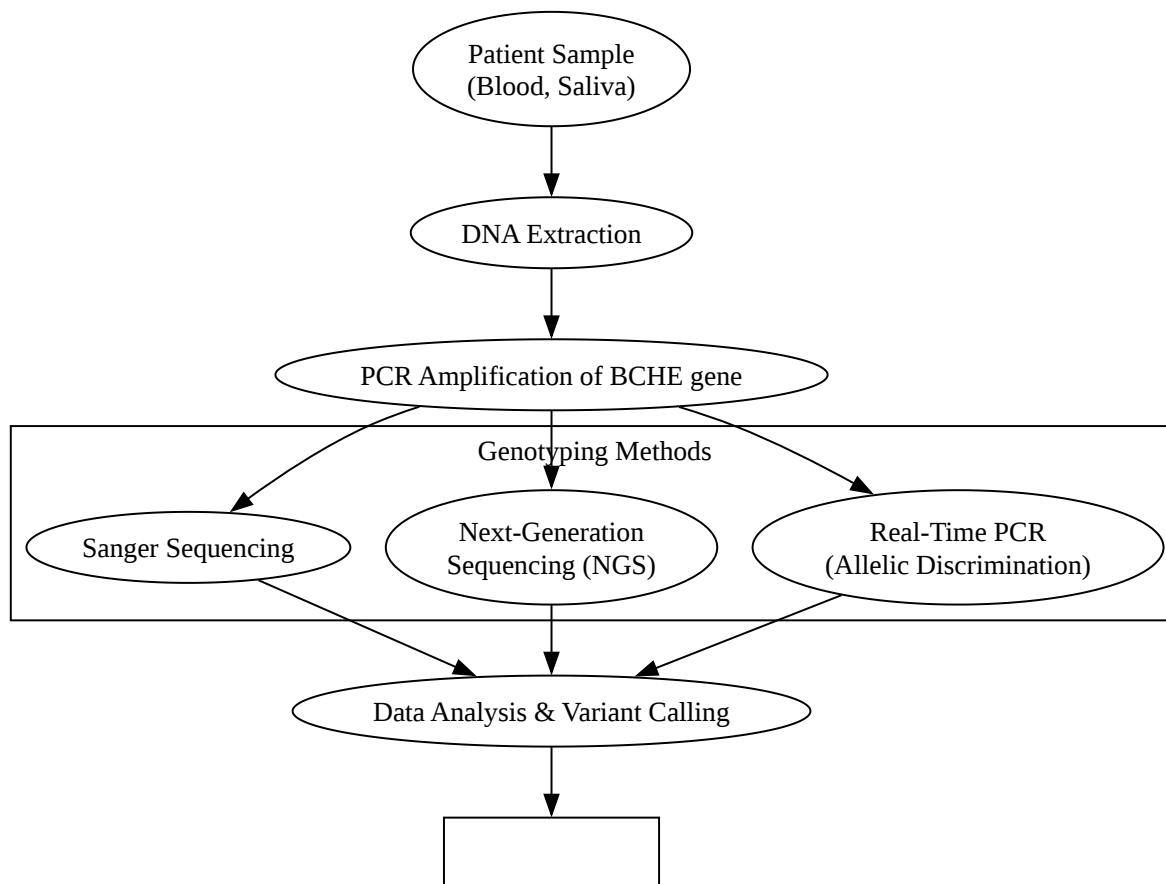 Patient Sample
(Blood, Saliva)
DNA Extraction
PCR Amplification of BCHE gene
Genotyping Methods
Sanger Sequencing
Next-Generation
Sequencing (NGS)
Real-Time PCR
(Allelic Discrimination)
Data Analysis & Variant Calling